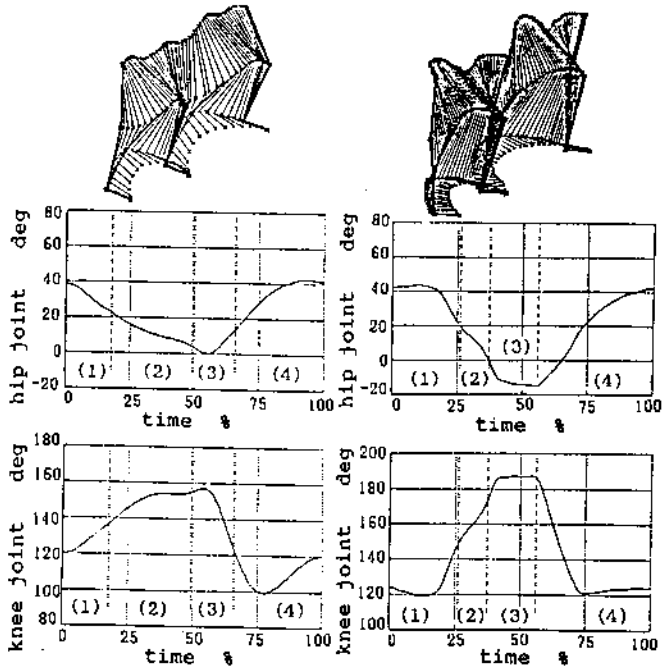 80
60
40
20
0
-20
hip joint deg
(1) (2) (3) (4)
0 25 50 75 100
time %
80
60
40
20
0
-20
hip joint deg
(3)
(1) (2) (4)
0 25 50 75 100
time %
180
160
140
120
100
80
knee joint deg
(1) (2) (3) (4)
0 25 50 75 100
time %
200
180
160
140
120
100
knee joint deg
(1) (2) (3) (4)
0 25 50 75 100
time %